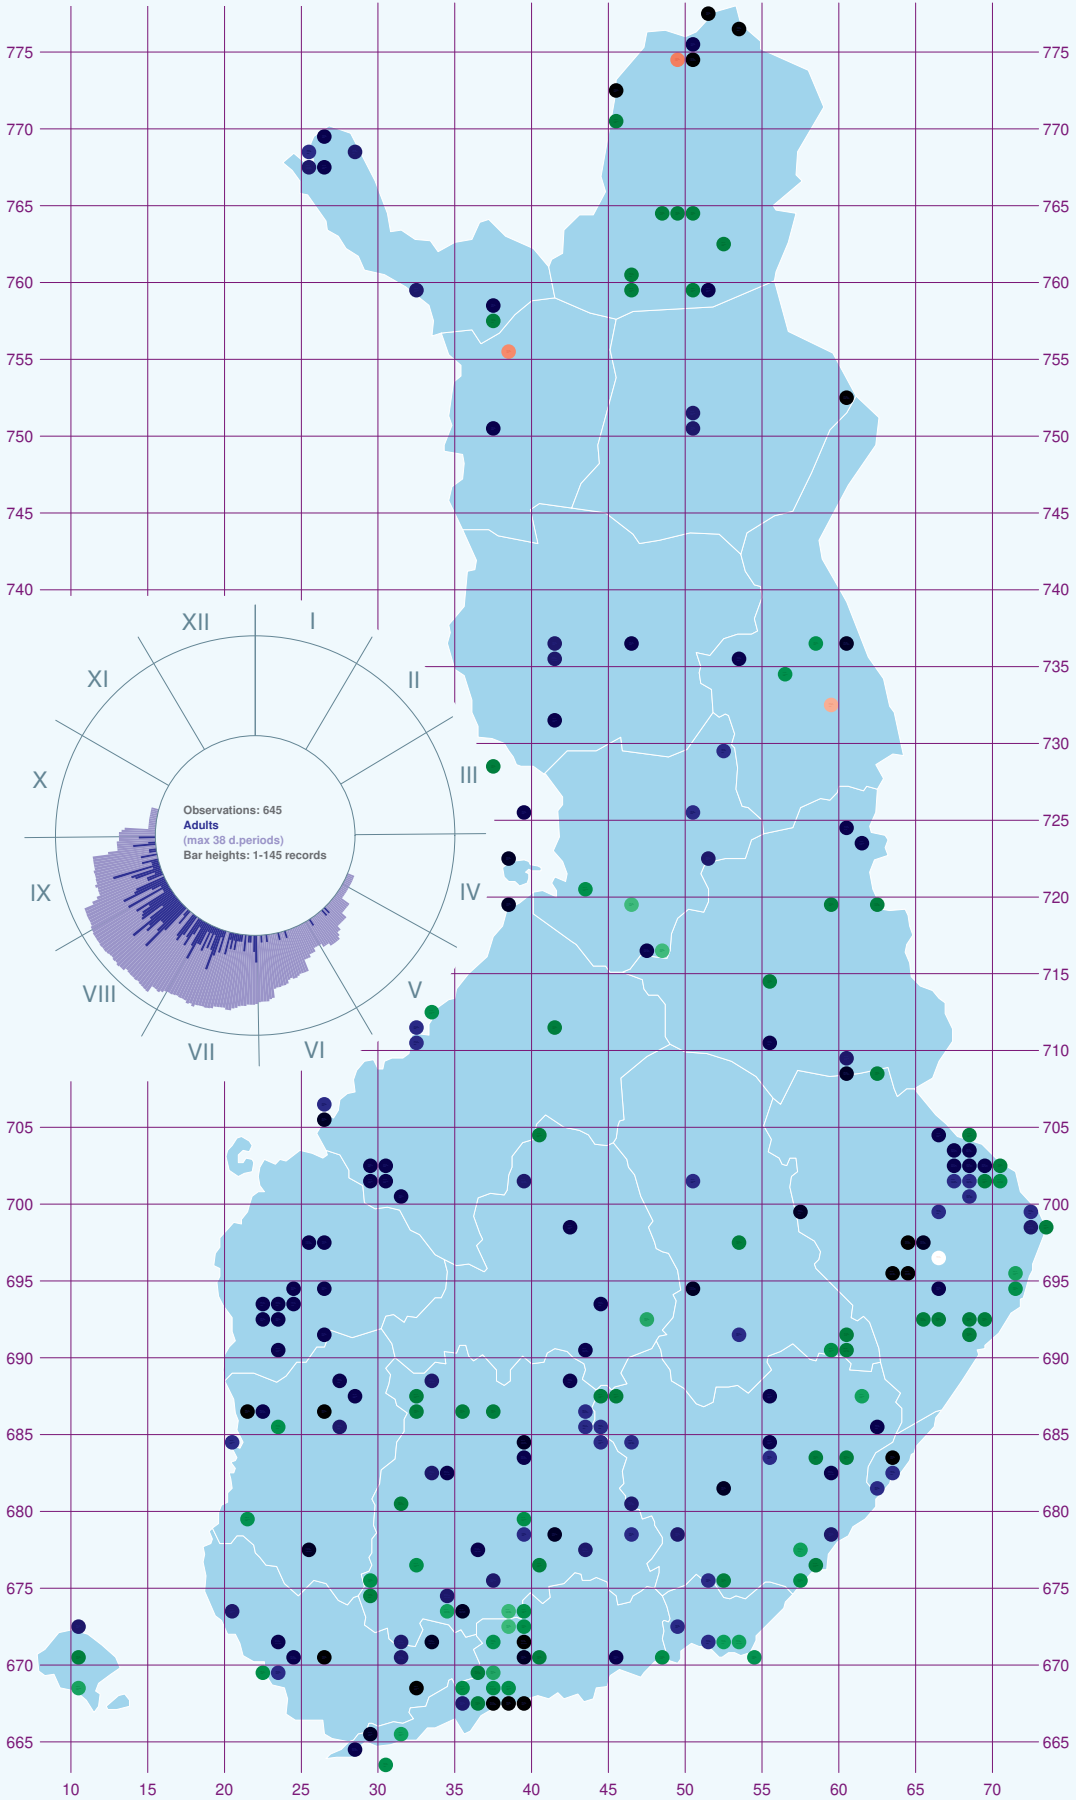 775 775
770 770
765 765
760 760
755 755
750 750
745 745
740 740
XII I
XI II
735 735
730 730
X III
Observations: 645
Adults
(max 38 d.periods)
Bar heights: 1-145 records
725 725
IX IV
720 720
715 715
VIII V
VII VI
710 710
705 705
700 700
695 695
690 690
685 685
680 680
675 675
670 670
665 665
10 15 20 25 30 35 40 45 50 55 60 65 70